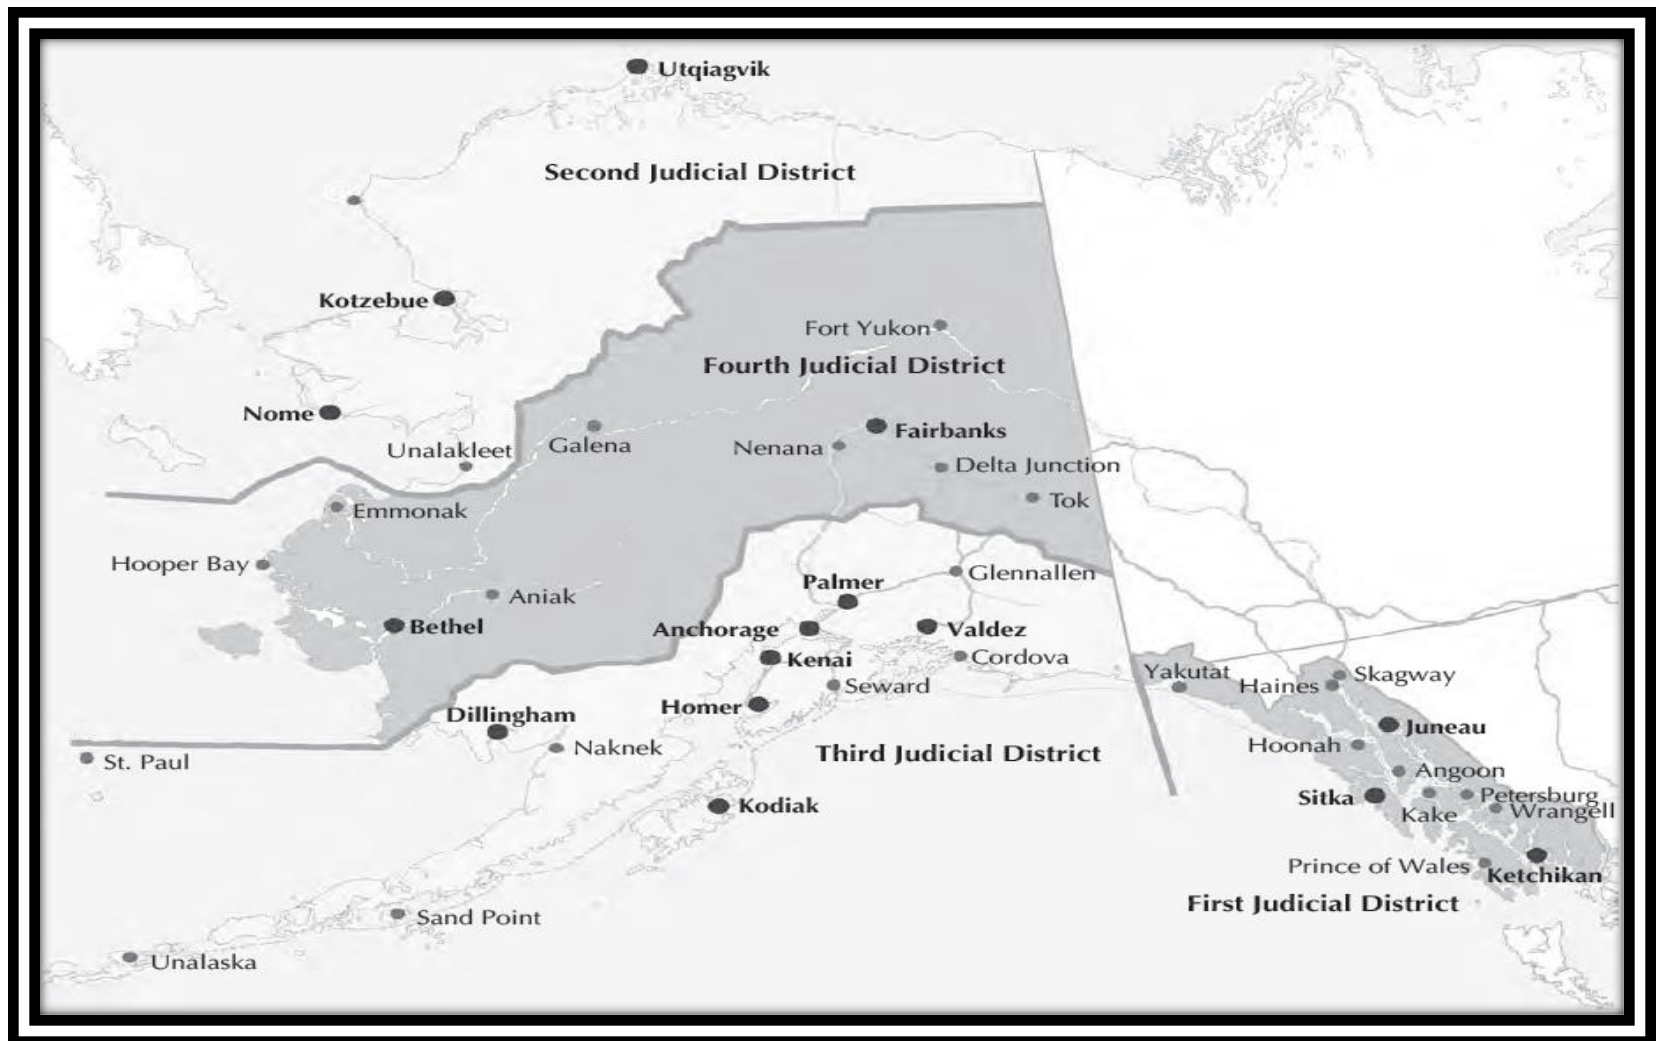 Utqiagvik
Second Judicial District
Kotzebue
Fort Yukon
Fourth Judicial District
Nome
Unalakleet
Galena
Nenana
Fairbanks
Delta Junction
Tok
Emmonak
Hooper Bay
Aniak
Bethel
Glennallen
Palmer
Anchorage
Valdez
Kenai
Cordova
Seward
Homer
Yakutat
Haines
Skagway
Dillingham
Naknek
St. Paul
Third Judicial District
Juneau
Hoonah
Angoon
Kodiak
Sitka
Kake
Petersburg
Wrangell
Prince of Wales
Ketchikan
First Judicial District
Sand Point
Unalaska